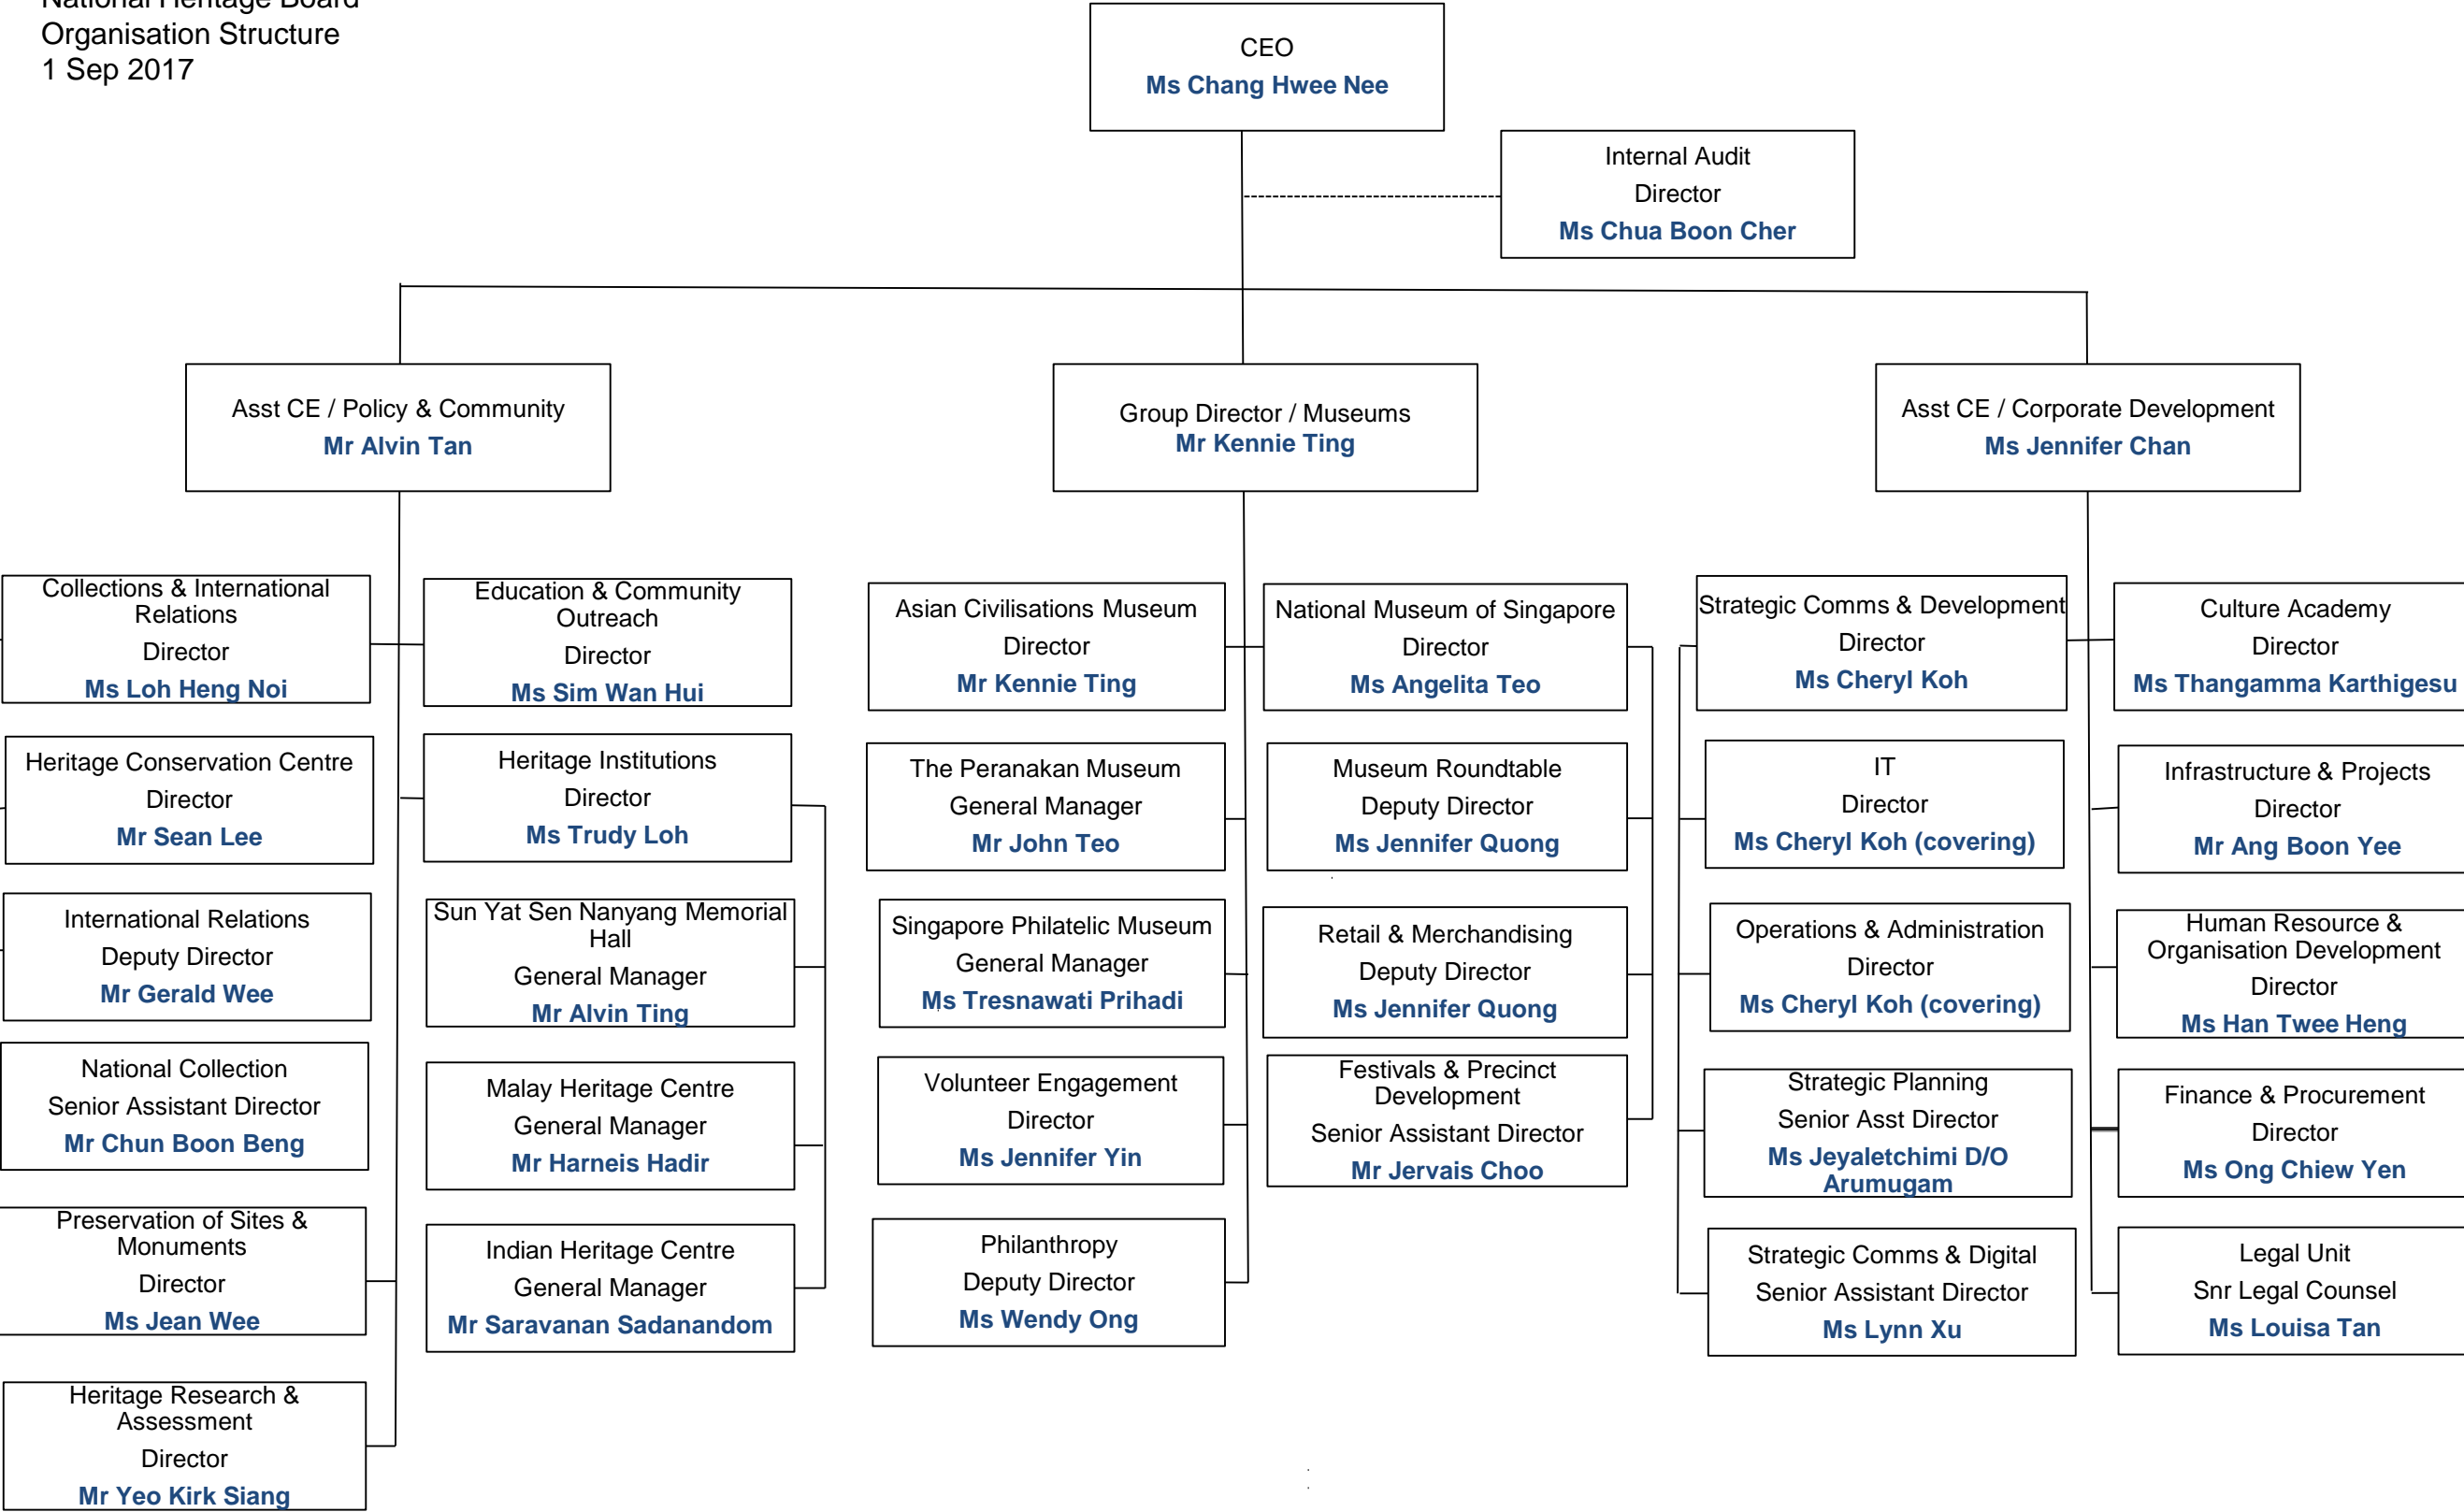 National Heritage Board
Organisation Structure
1 Sep 2017
CEO
Ms Chang Hwee Nee
Internal Audit
Director
Ms Chua Boon Cher
Asst CE / Policy & Community
Mr Alvin Tan
Group Director / Museums
Mr Kennie Ting
Asst CE / Corporate Development
Ms Jennifer Chan
Collections & International
Relations
Director
Ms Loh Heng Noi
Heritage Conservation Centre
Director
Mr Sean Lee
International Relations
Deputy Director
Mr Gerald Wee
National Collection
Senior Assistant Director
Mr Chun Boon Beng
Preservation of Sites &
Monuments
Director
Ms Jean Wee
Heritage Research &
Assessment
Director
Mr Yeo Kirk Siang
Education & Community
Outreach
Director
Ms Sim Wan Hui
Heritage Institutions
Director
Ms Trudy Loh
Sun Yat Sen Nanyang Memorial
Hall
General Manager
Mr Alvin Ting
Malay Heritage Centre
General Manager
Mr Harneis Hadir
Indian Heritage Centre
General Manager
Mr Saravanan Sadanandom
Asian Civilisations Museum
Director
Mr Kennie Ting
The Peranakan Museum
General Manager
Mr John Teo
Singapore Philatelic Museum
General Manager
Ms Tresnawati Prihadi
Volunteer Engagement
Director
Ms Jennifer Yin
Philanthropy
Deputy Director
Ms Wendy Ong
National Museum of Singapore
Director
Ms Angelita Teo
Museum Roundtable
Deputy Director
Ms Jennifer Quong
Retail & Merchandising
Deputy Director
Ms Jennifer Quong
Festivals & Precinct
Development
Senior Assistant Director
Mr Jervais Choo
Strategic Comms & Development
Director
Ms Cheryl Koh
IT
Director
Ms Cheryl Koh (covering)
Operations & Administration
Director
Ms Cheryl Koh (covering)
Strategic Planning
Senior Asst Director
Ms Jeyaletchimi D/O
Arumugam
Strategic Comms & Digital
Senior Assistant Director
Ms Lynn Xu
Culture Academy
Director
Ms Thangamma Karthigesu
Infrastructure & Projects
Director
Mr Ang Boon Yee
Human Resource &
Organisation Development
Director
Ms Han Twee Heng
Finance & Procurement
Director
Ms Ong Chiew Yen
Legal Unit
Snr Legal Counsel
Ms Louisa Tan